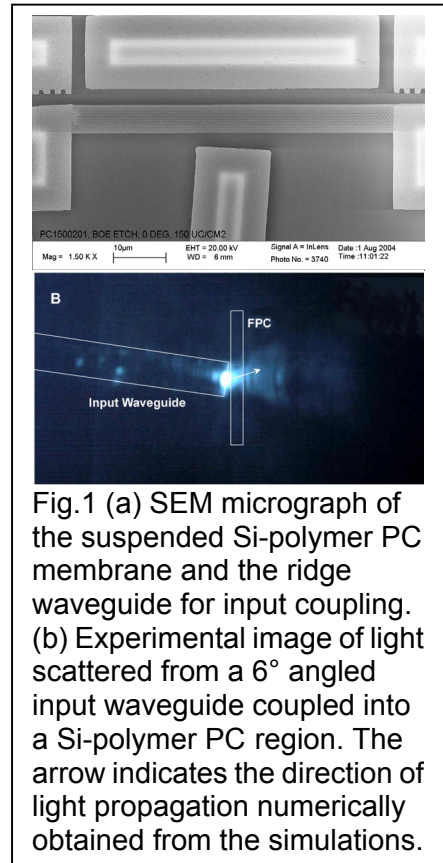 PC1500201, BOE ETCH, 0 DEG, 150 UC/CM2
Mag = 1.50 K X
10µm
EHT = 20.00 kV
WD = 6 mm
Signal A = InLens
Photo No. = 3740
Date :1 Aug 2004
Time :11:01:22
B
FPC
Input Waveguide
Fig.1 (a) SEM micrograph of
the suspended Si-polymer PC
membrane and the ridge
waveguide for input coupling.
(b) Experimental image of light
scattered from a 6° angled
input waveguide coupled into
a Si-polymer PC region. The
arrow indicates the direction of
light propagation numerically
obtained from the simulations.